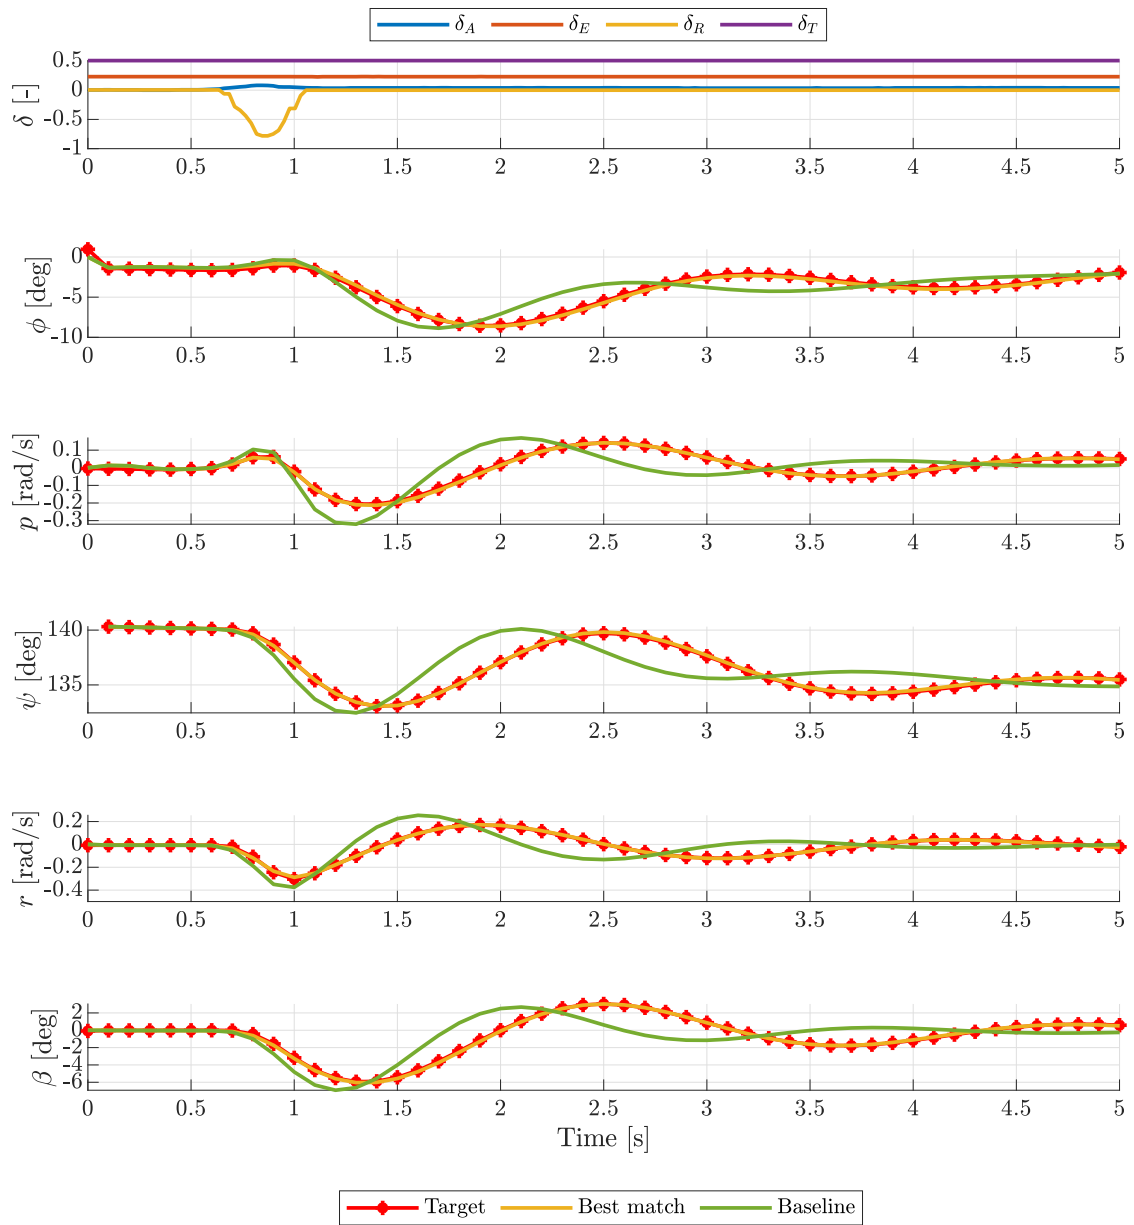 δ_A δ_E δ_R δ_T
δ [-]
0.5
0
-0.5
-1
0 0.5 1 1.5 2 2.5 3 3.5 4 4.5 5
ϕ [deg]
0
-5
-10
0 0.5 1 1.5 2 2.5 3 3.5 4 4.5 5
p [rad/s]
0.1
0
-0.1
-0.2
-0.3
0 0.5 1 1.5 2 2.5 3 3.5 4 4.5 5
ψ [deg]
140
135
0 0.5 1 1.5 2 2.5 3 3.5 4 4.5 5
r [rad/s]
0.2
0
-0.2
-0.4
0 0.5 1 1.5 2 2.5 3 3.5 4 4.5 5
β [deg]
2
0
-2
-4
-6
0 0.5 1 1.5 2 2.5 3 3.5 4 4.5 5
Time [s]
Target Best match Baseline